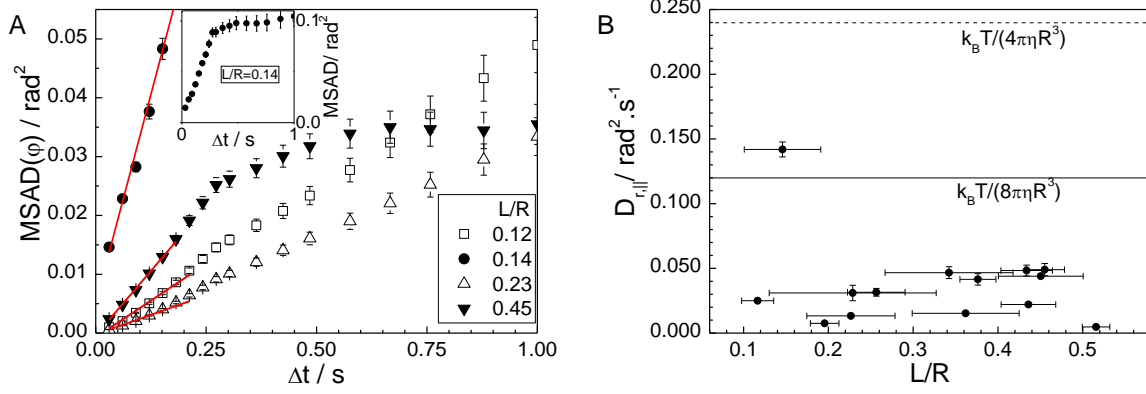 A
MSAD(φ) / rad²
0.05
0.04
0.03
0.02
0.01
0.00
0.00
0.25
0.50
0.75
1.00
Δt / s
L/R=0.14
0
1
Δt / s
0.1
0.0
MSAD/ rad²
L/R
0.12
0.14
0.23
0.45
B
D_{r,||}/ rad².s⁻¹
0.250
0.200
0.150
0.100
0.050
0.000
k_BT/(4πηR³)
k_BT/(8πηR³)
0.1
0.2
0.3
0.4
0.5
L/R